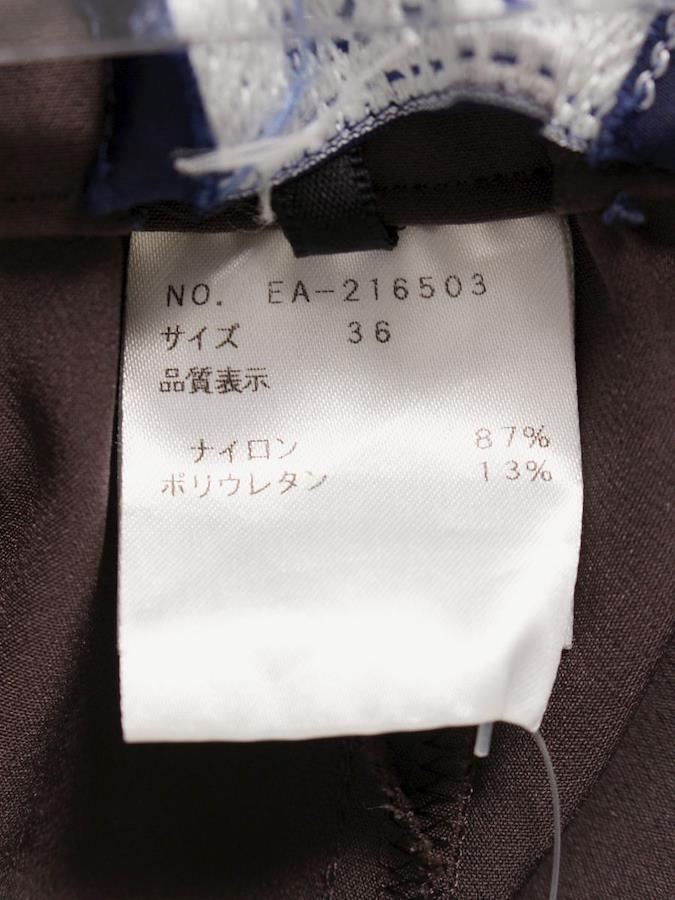 NO. EA-216503
サイズ 36
品質表示
ナイロン 87%
ポリウレタン 13%